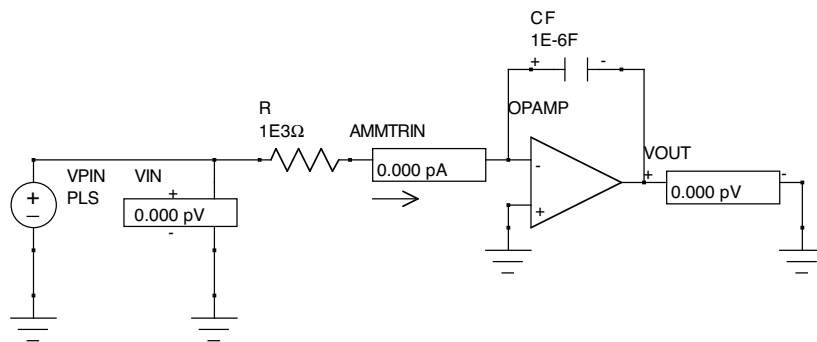 CF
1E-6F
+ -
R
1E3Ω
AMMTRIN
0.000 pA
OPAMP
-
+
VOUT
+ -
0.000 pV
VPIN
PLS
+
−
VIN
+
0.000 pV
-